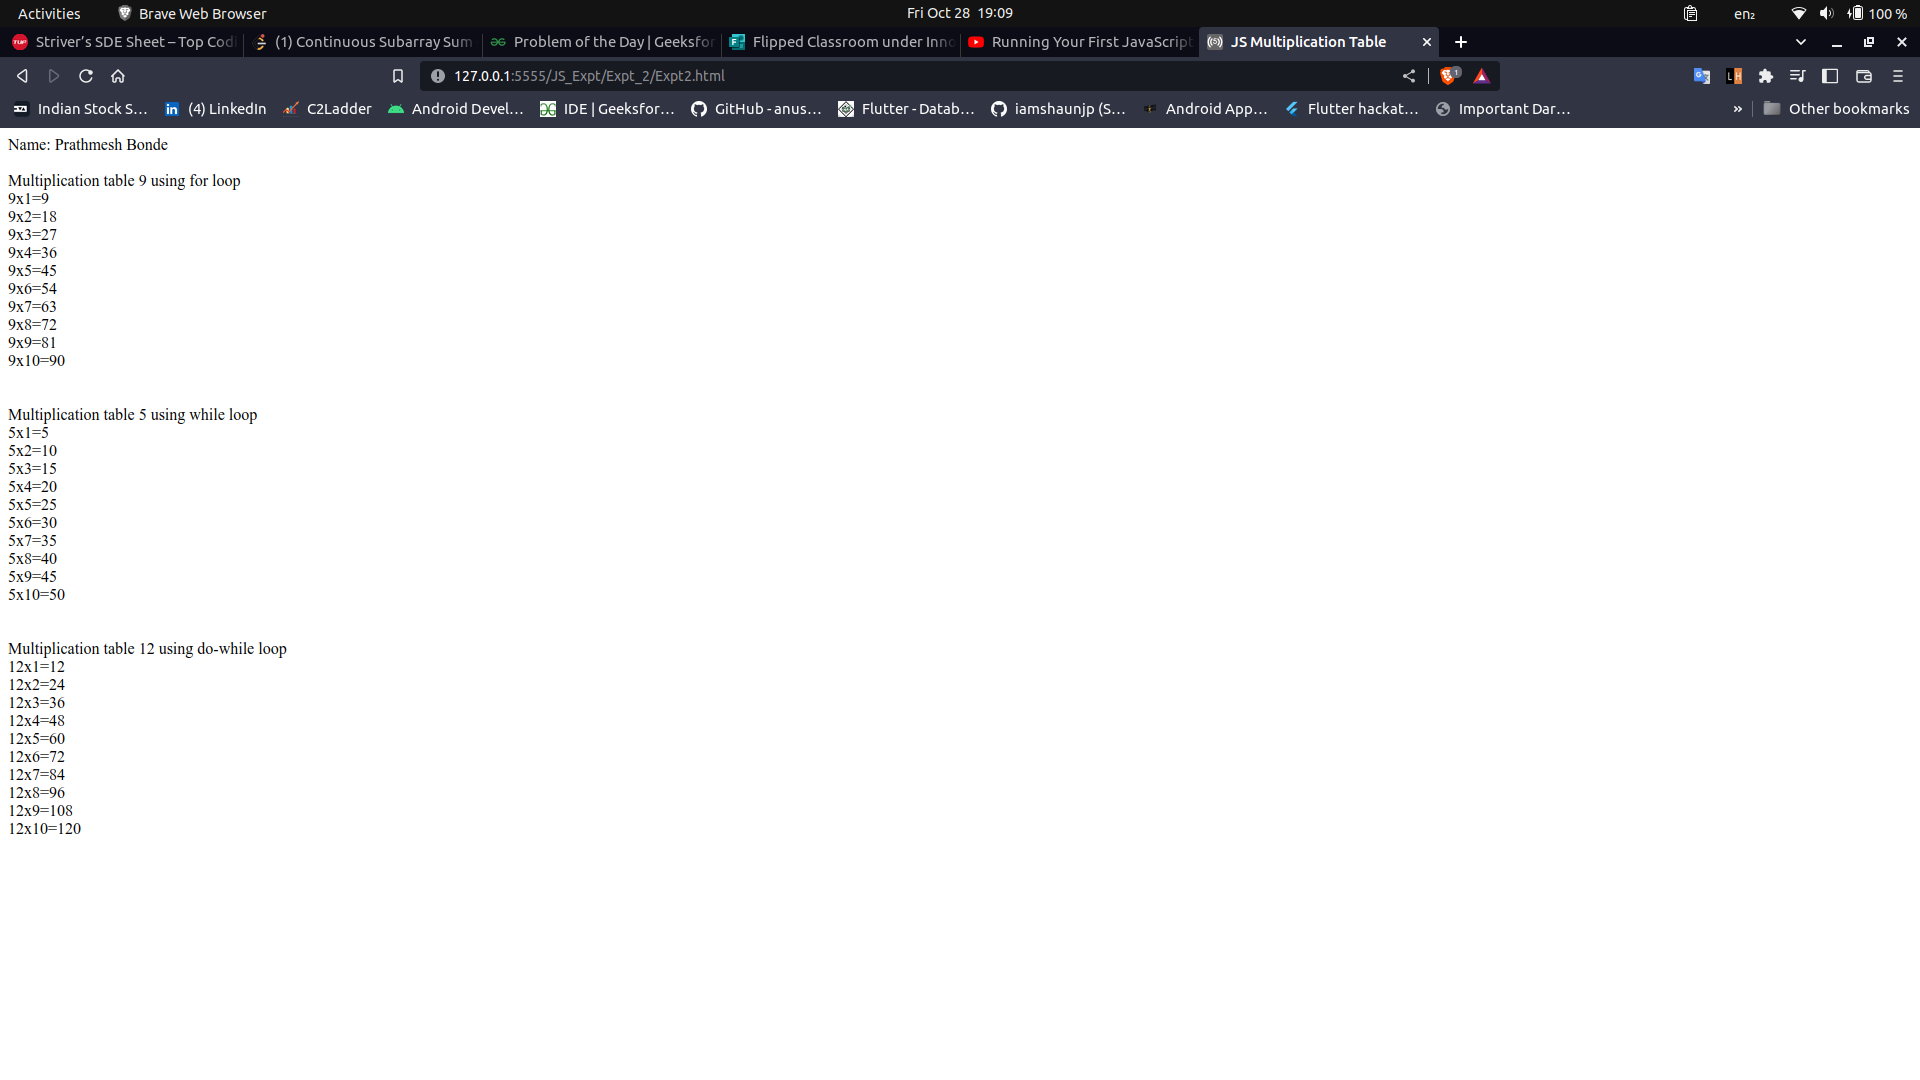 Activities Brave Web Browser Fri Oct 28 19:09 en₂ 100 %
Striver’s SDE Sheet – Top Codi (1) Continuous Subarray Sum Problem of the Day | Geeksfor Flipped Classroom under Inno Running Your First JavaScript JS Multiplication Table
127.0.0.1:5555/JS_Expt/Expt_2/Expt2.html 1
Indian Stock S… (4) LinkedIn C2Ladder Android Devel… IDE | Geeksfor… GitHub - anus… Flutter - Datab… iamshaunjp (S… Android App… Flutter hackat… Important Dar… » Other bookmarks
Name: Prathmesh Bonde
Multiplication table 9 using for loop
9x1=9
9x2=18
9x3=27
9x4=36
9x5=45
9x6=54
9x7=63
9x8=72
9x9=81
9x10=90
Multiplication table 5 using while loop
5x1=5
5x2=10
5x3=15
5x4=20
5x5=25
5x6=30
5x7=35
5x8=40
5x9=45
5x10=50
Multiplication table 12 using do-while loop
12x1=12
12x2=24
12x3=36
12x4=48
12x5=60
12x6=72
12x7=84
12x8=96
12x9=108
12x10=120